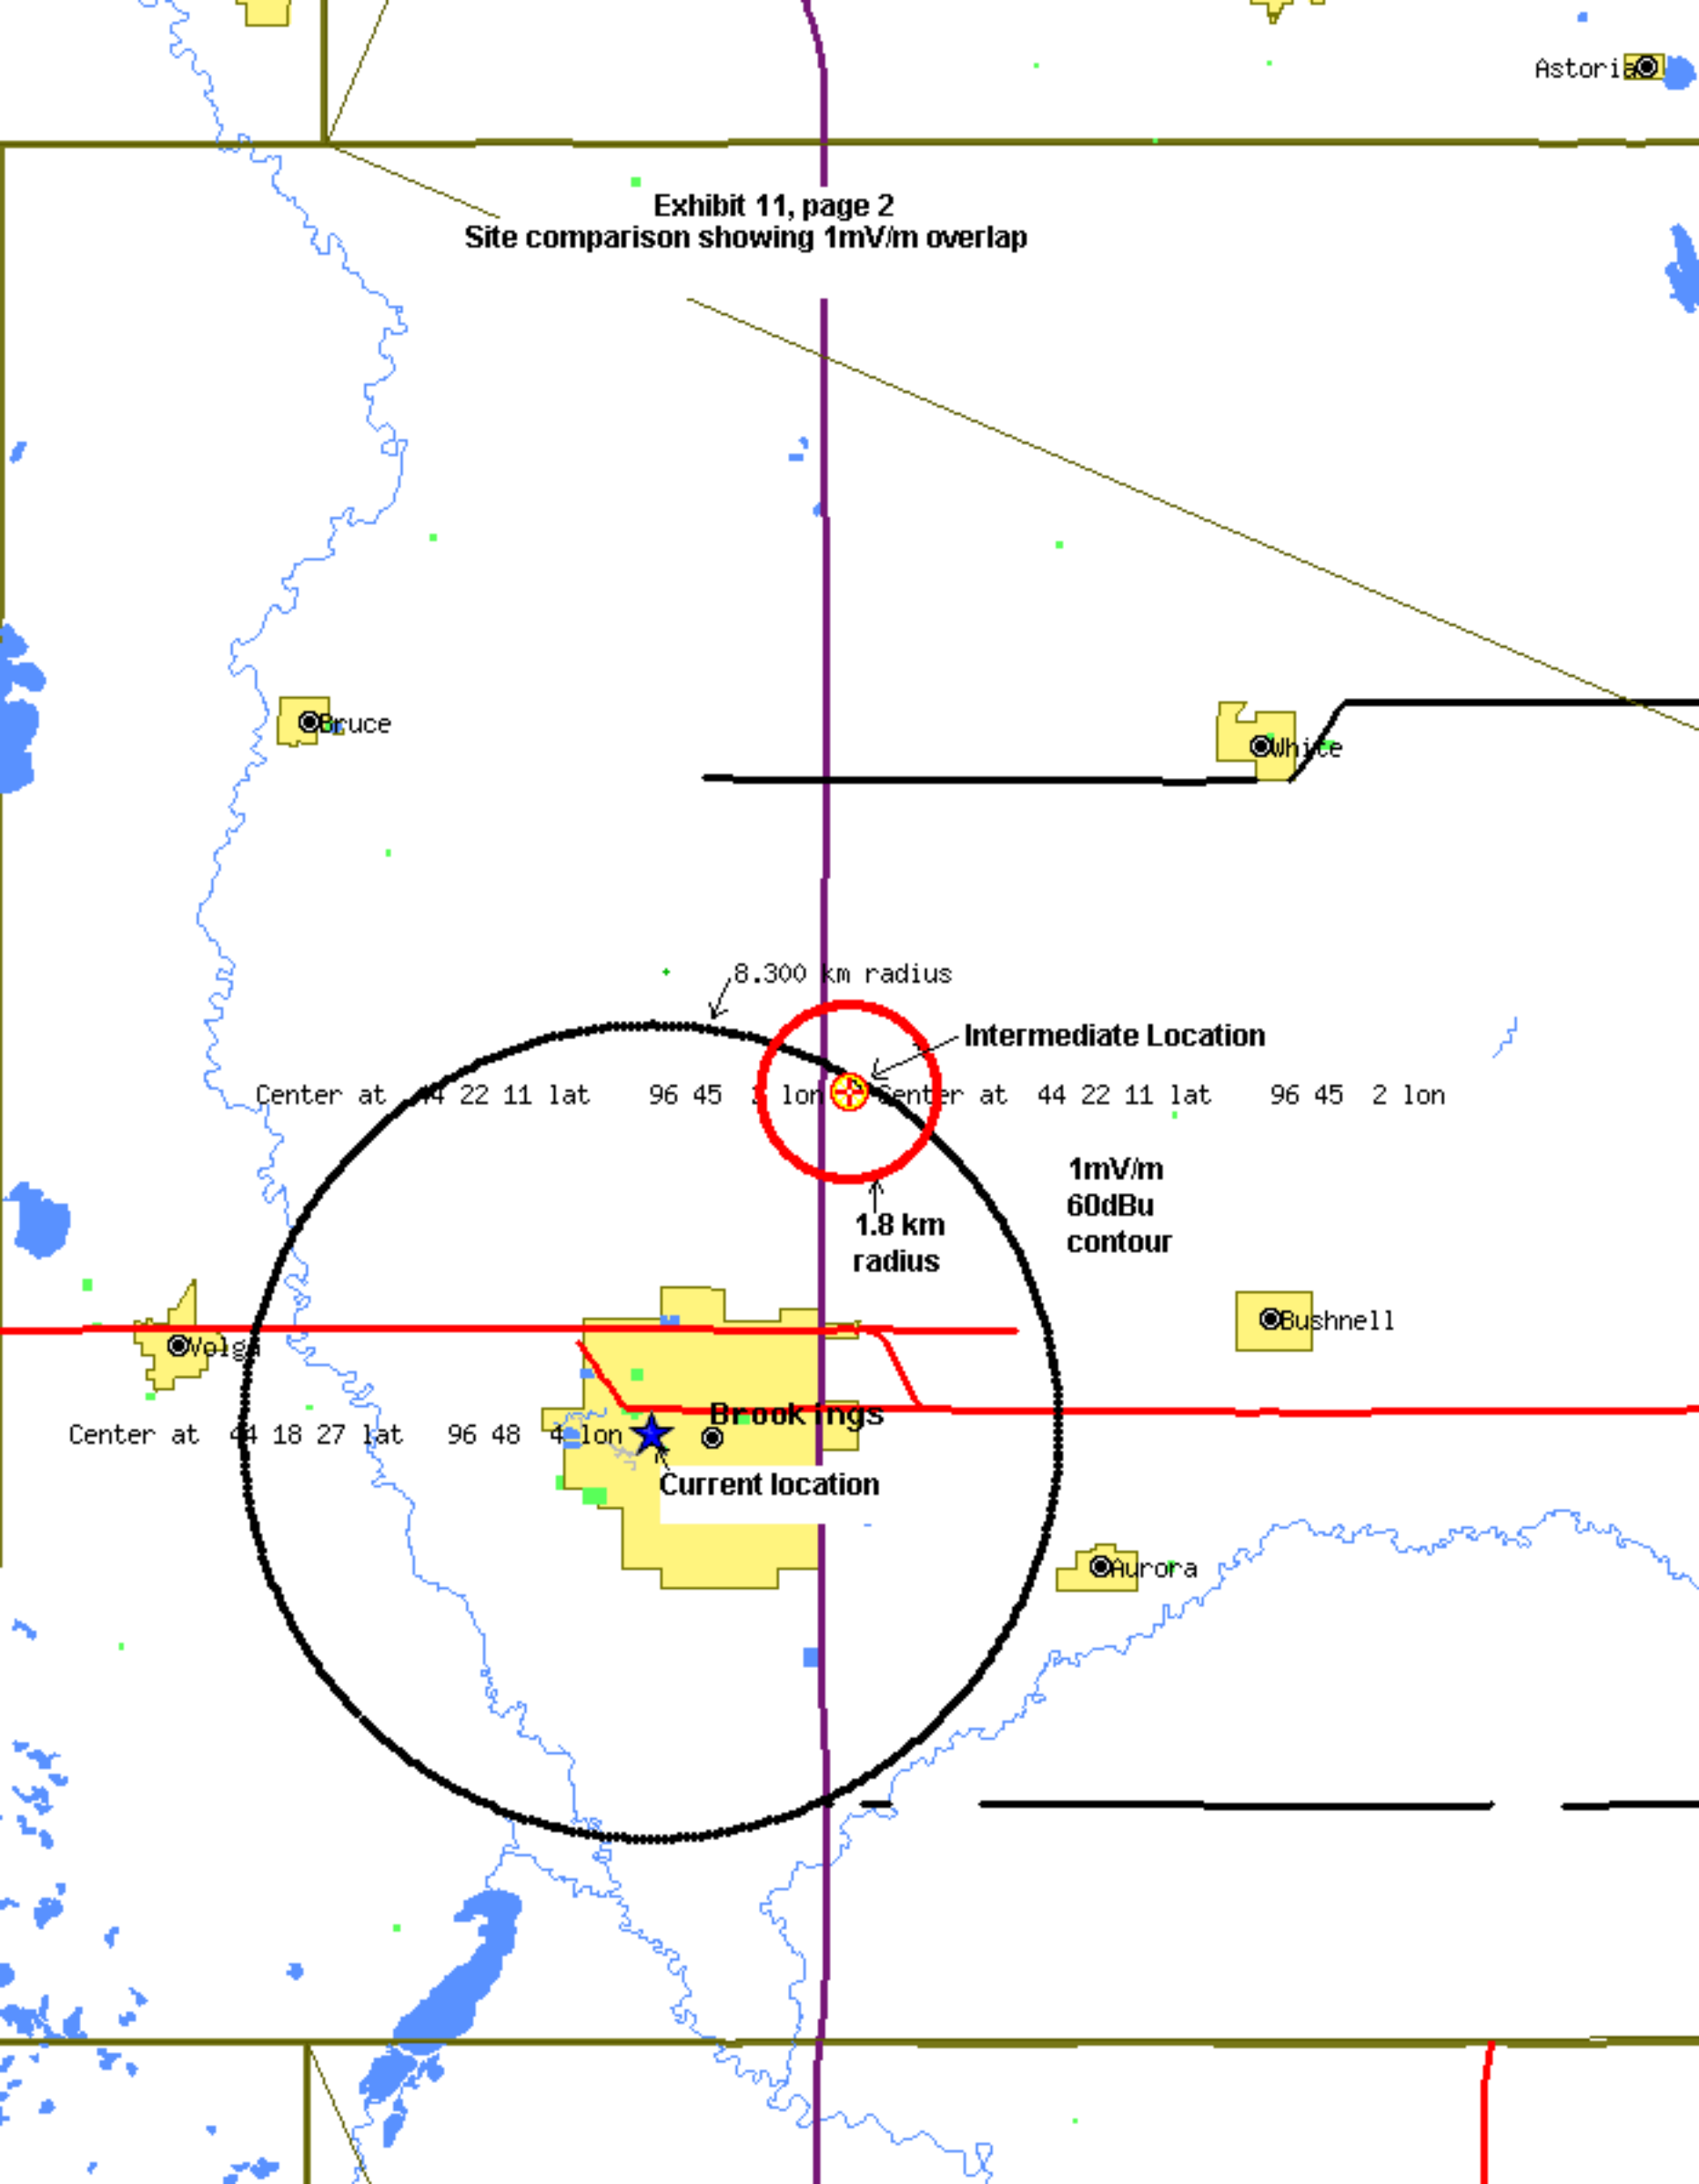 Astoria
Exhibit 11, page 2
Site comparison showing 1mV/m overlap
Bruce
White
8.300 km radius
Intermediate Location
Center at 44 22 11 lat 96 45 2 lon
Center at 44 22 11 lat 96 45 2 lon
1mV/m
60dBu
contour
1.8 km
radius
Bushnell
Volga
Brookings
Center at 44 18 27 lat 96 48 4 lon
Current location
Aurora